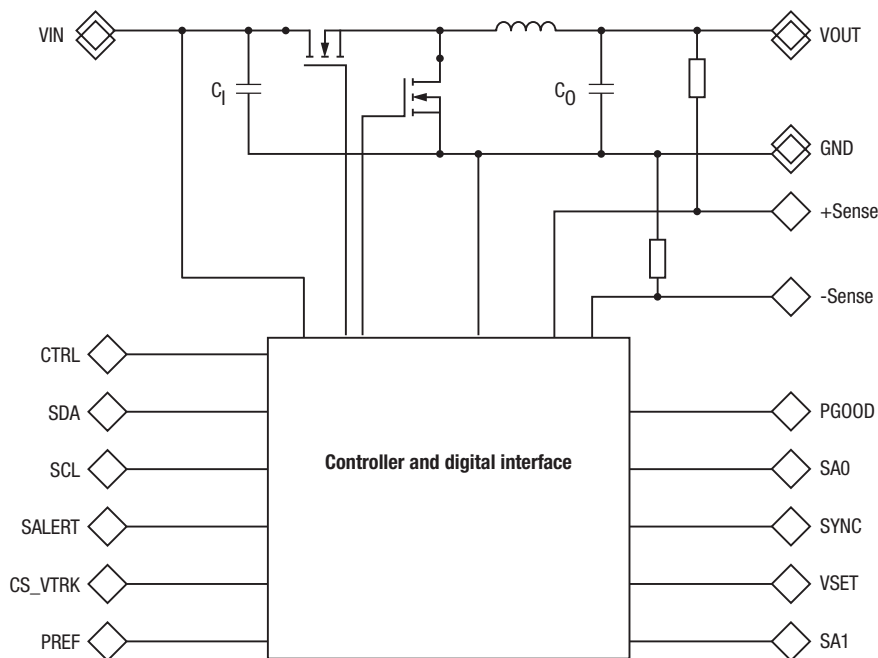 VIN
VOUT
C_I
C_O
GND
+Sense
-Sense
CTRL
SDA
PGOOD
Controller and digital interface
SCL
SA0
SALERT
SYNC
CS_VTRK
VSET
PREF
SA1